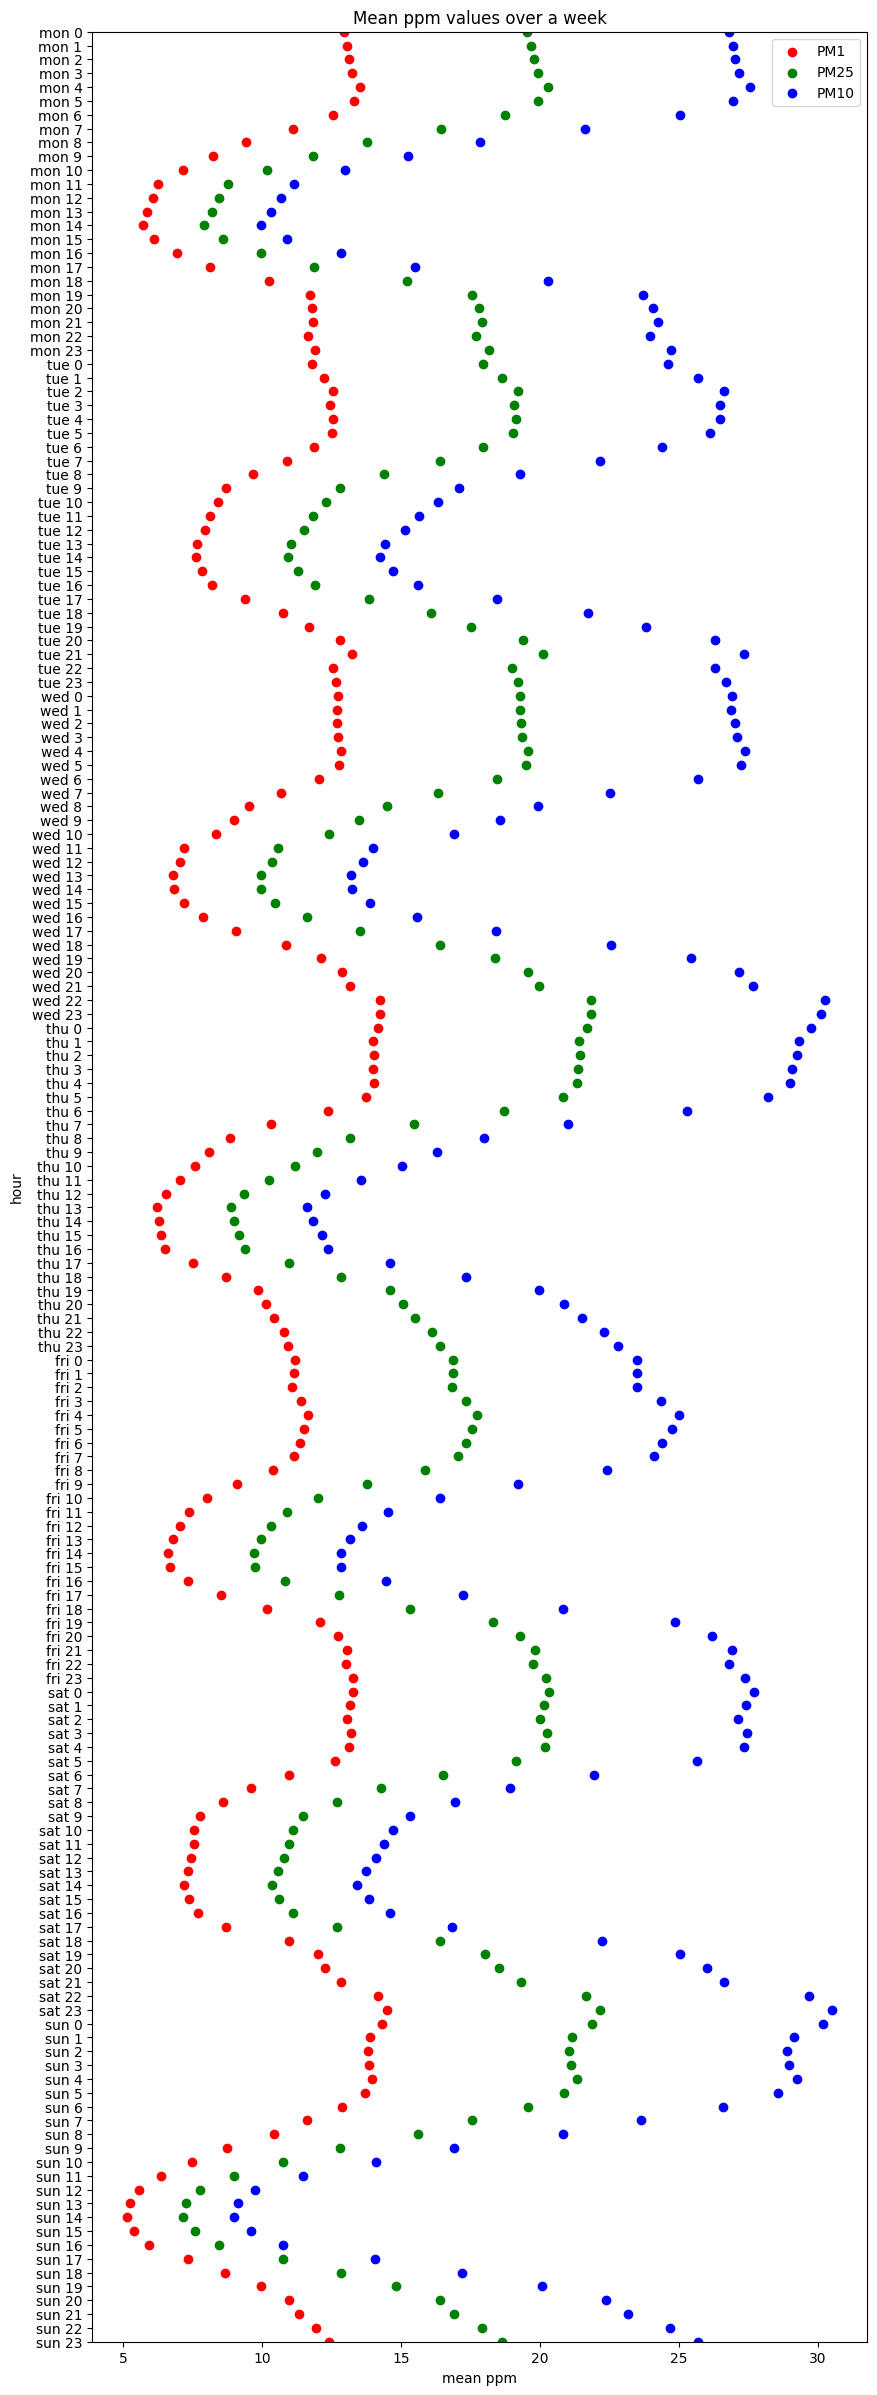 Mean ppm values over a week
PM1
PM25
PM10
mon 0
mon 1
mon 2
mon 3
mon 4
mon 5
mon 6
mon 7
mon 8
mon 9
mon 10
mon 11
mon 12
mon 13
mon 14
mon 15
mon 16
mon 17
mon 18
mon 19
mon 20
mon 21
mon 22
mon 23
tue 0
tue 1
tue 2
tue 3
tue 4
tue 5
tue 6
tue 7
tue 8
tue 9
tue 10
tue 11
tue 12
tue 13
tue 14
tue 15
tue 16
tue 17
tue 18
tue 19
tue 20
tue 21
tue 22
tue 23
wed 0
wed 1
wed 2
wed 3
wed 4
wed 5
wed 6
wed 7
wed 8
wed 9
wed 10
wed 11
wed 12
wed 13
wed 14
wed 15
wed 16
wed 17
wed 18
wed 19
wed 20
wed 21
wed 22
wed 23
thu 0
thu 1
thu 2
thu 3
thu 4
thu 5
thu 6
thu 7
thu 8
thu 9
thu 10
thu 11
thu 12
thu 13
thu 14
thu 15
thu 16
thu 17
thu 18
thu 19
thu 20
thu 21
thu 22
thu 23
fri 0
fri 1
fri 2
fri 3
fri 4
fri 5
fri 6
fri 7
fri 8
fri 9
fri 10
fri 11
fri 12
fri 13
fri 14
fri 15
fri 16
fri 17
fri 18
fri 19
fri 20
fri 21
fri 22
fri 23
sat 0
sat 1
sat 2
sat 3
sat 4
sat 5
sat 6
sat 7
sat 8
sat 9
sat 10
sat 11
sat 12
sat 13
sat 14
sat 15
sat 16
sat 17
sat 18
sat 19
sat 20
sat 21
sat 22
sat 23
sun 0
sun 1
sun 2
sun 3
sun 4
sun 5
sun 6
sun 7
sun 8
sun 9
sun 10
sun 11
sun 12
sun 13
sun 14
sun 15
sun 16
sun 17
sun 18
sun 19
sun 20
sun 21
sun 22
sun 23
hour
5 10 15 20 25 30
mean ppm